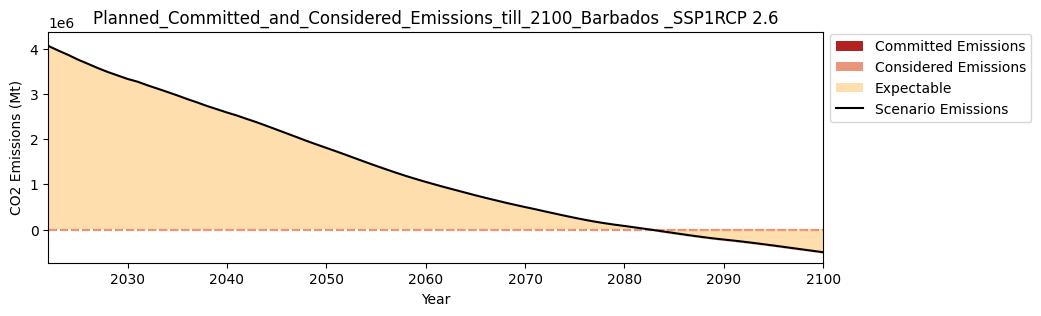 Planned_Committed_and_Considered_Emissions_till_2100_Barbados _SSP1RCP 2.6
1e6
4
3
2
1
0
CO2 Emissions (Mt)
2030 2040 2050 2060 2070 2080 2090 2100
Year
Committed Emissions
Considered Emissions
Expectable
Scenario Emissions